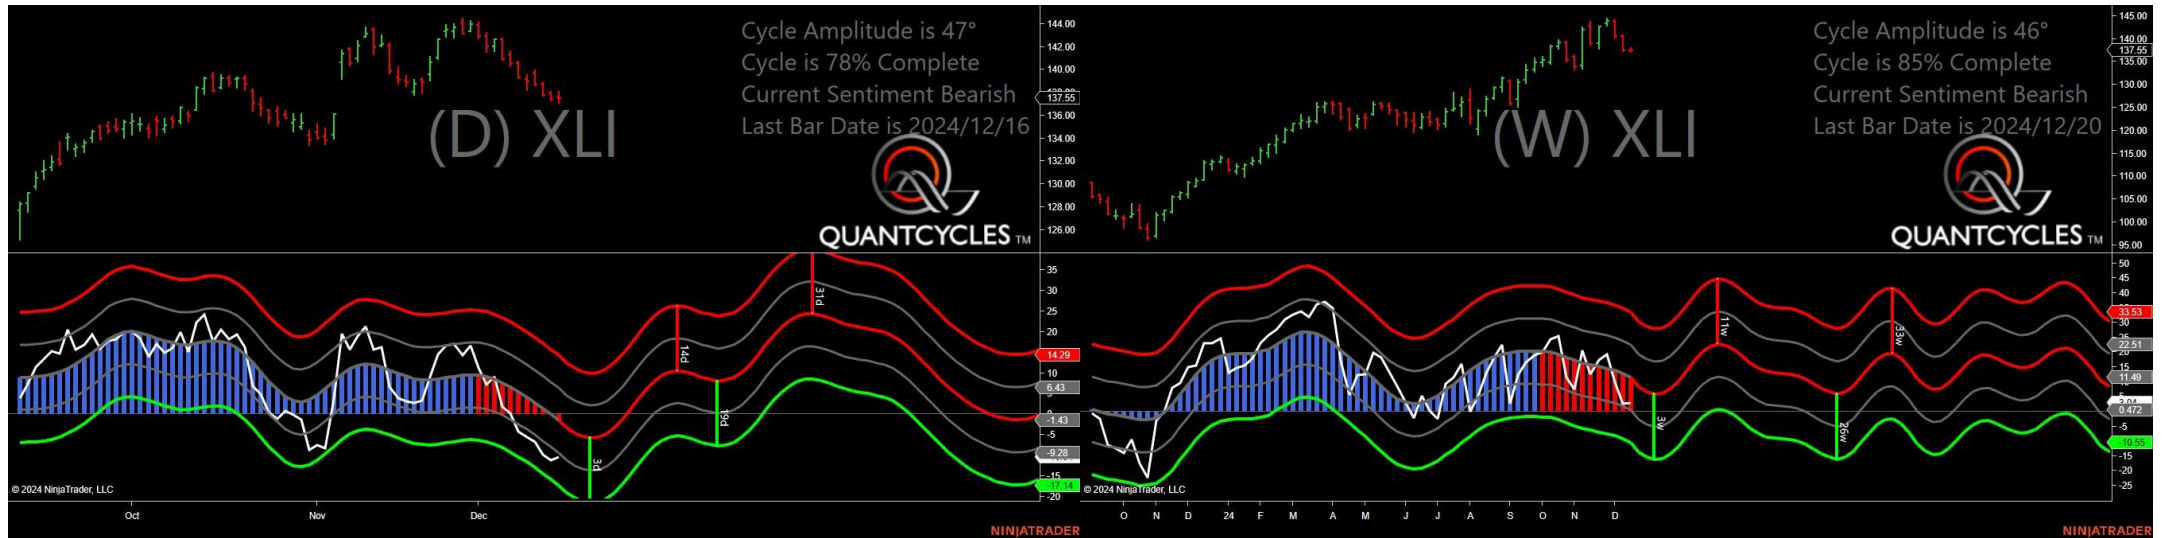 Cycle Amplitude is 47°
Cycle is 78% Complete
Current Sentiment Bearish
Last Bar Date is 2024/12/16
(D) XLI
QUANTCYCLES TM
144.00
142.00
140.00
137.55
136.00
134.00
132.00
130.00
128.00
126.00
35
30
25
20
14.29
10
6.43
0
-1.43
-5
-9.28
-15
-17.14
-20
3d
14d
19d
31d
© 2024 NinjaTrader, LLC
Oct Nov Dec
NINJATRADER
Cycle Amplitude is 46°
Cycle is 85% Complete
Current Sentiment Bearish
Last Bar Date is 2024/12/20
(W) XLI
QUANTCYCLES TM
145.00
140.00
137.55
135.00
130.00
125.00
120.00
115.00
110.00
105.00
100.00
95.00
50
45
40
33.53
30
22.51
20
15
11.49
0.472
-5
-10.55
-15
-20
-25
3w
11w
26w
33w
© 2024 NinjaTrader, LLC
O N D 24 F M A M J J A S O N D
NINJATRADER